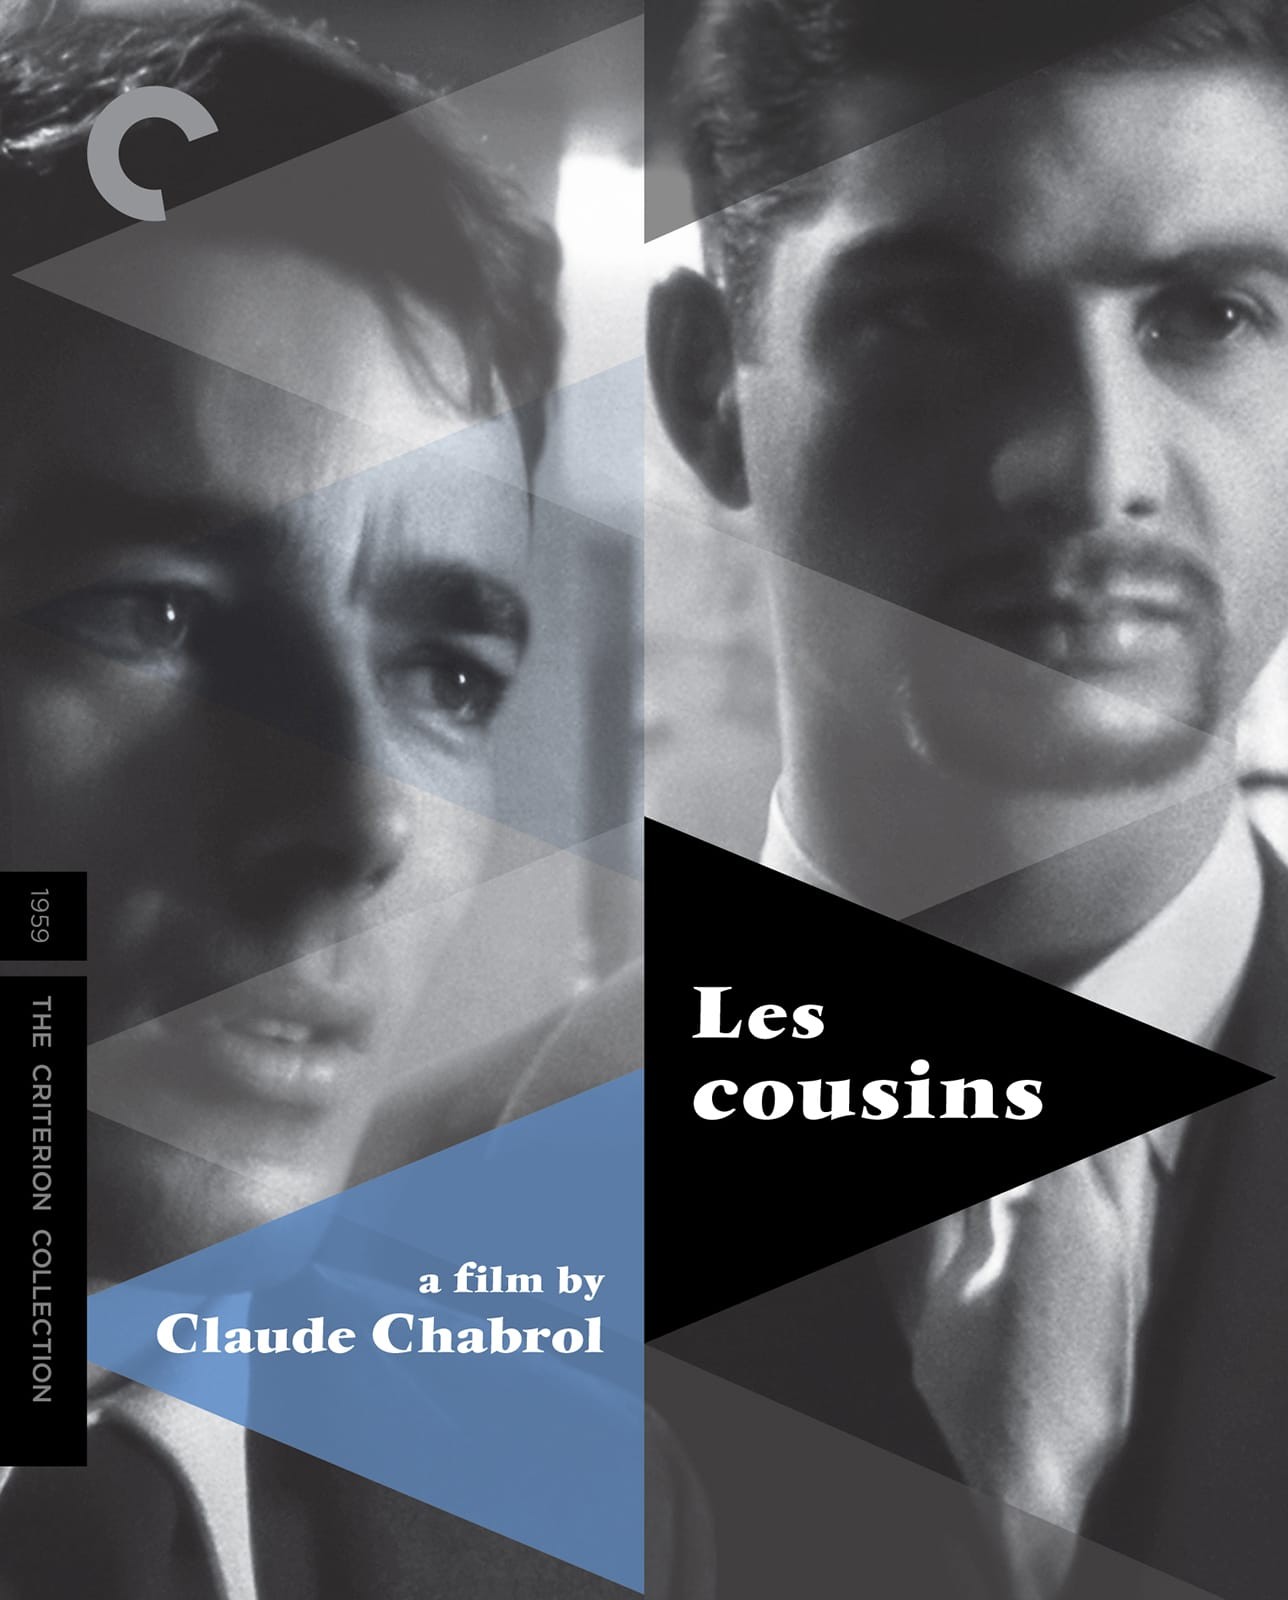 1959
THE CRITERION COLLECTION
Les
cousins
a film by
Claude Chabrol